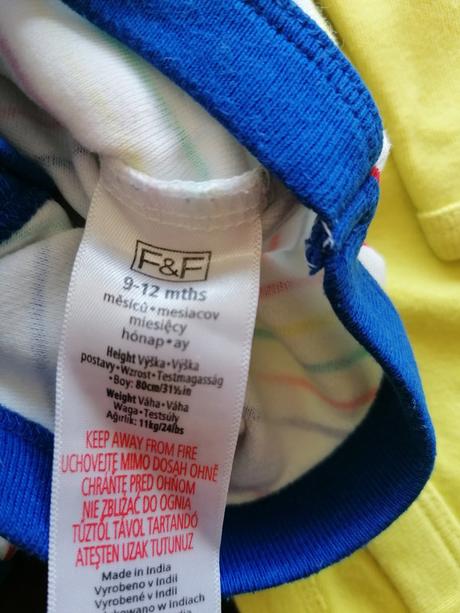 F&F
9-12 mths
měsíců • mesiacov
miesięcy
hónap • ay
Height Výška • Výška
postavy • Wzrost • Testmagasság
• Boy: 80cm/31½in
Weight Váha • Váha
Waga • Testsúly
Ağırlık: 11kg/24lbs
KEEP AWAY FROM FIRE
UCHOVEJTE MIMO DOSAH OHNĚ
CHRÁNTE PRED OHŇOM
NIE ZBLIŻAĆ DO OGNIA
TŰZTŐL TÁVOL TARTANDÓ
ATEŞTEN UZAK TUTUNUZ
Made in India
Vyrobeno v Indii
Vyrobené v Indii
w Indiach